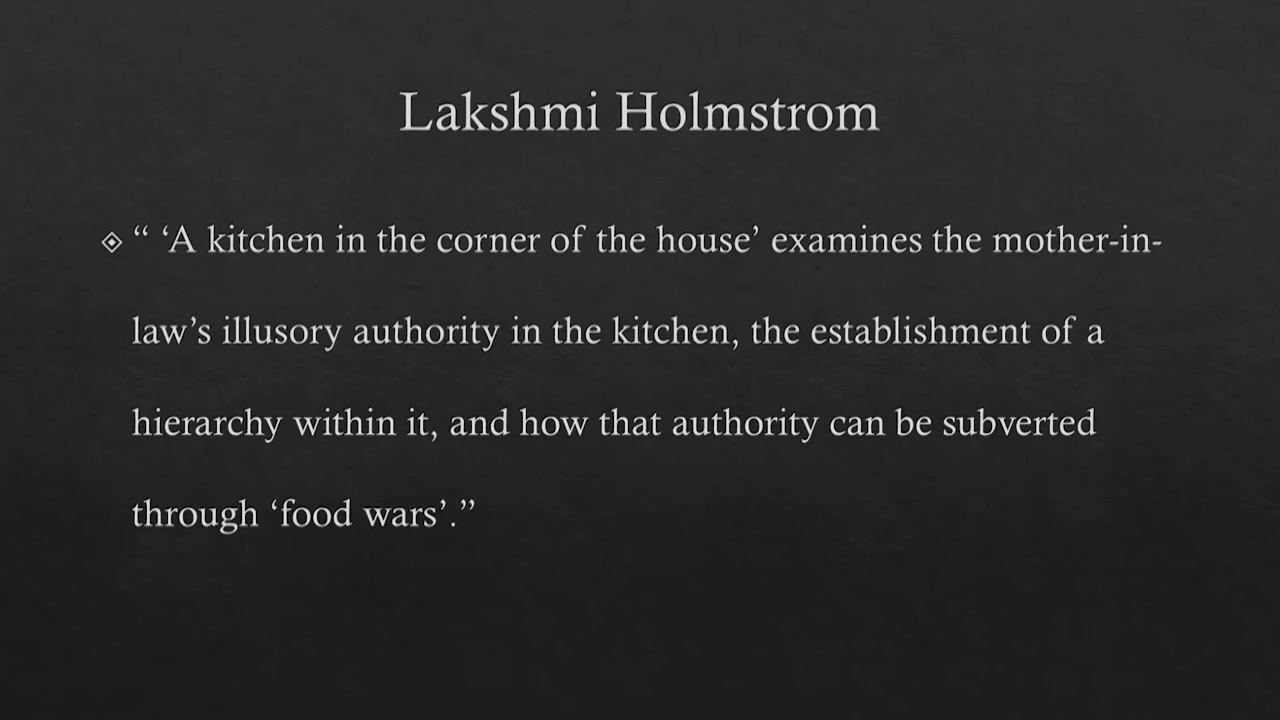 Lakshmi Holmstrom
“ ‘A kitchen in the corner of the house’ examines the mother-in-
law’s illusory authority in the kitchen, the establishment of a
hierarchy within it, and how that authority can be subverted
through ‘food wars’.”